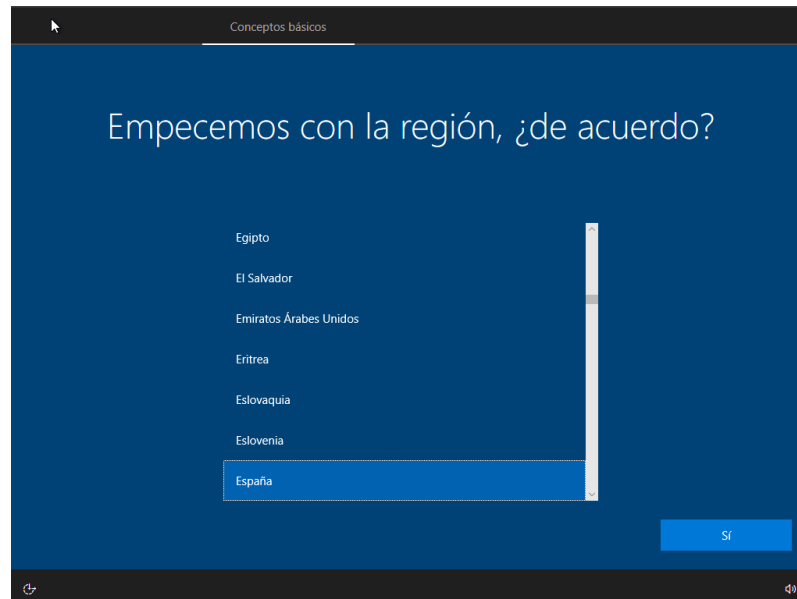 Conceptos básicos
Empecemos con la región, ¿de acuerdo?
Egipto
El Salvador
Emiratos Árabes Unidos
Eritrea
Eslovaquia
Eslovenia
España
Sí